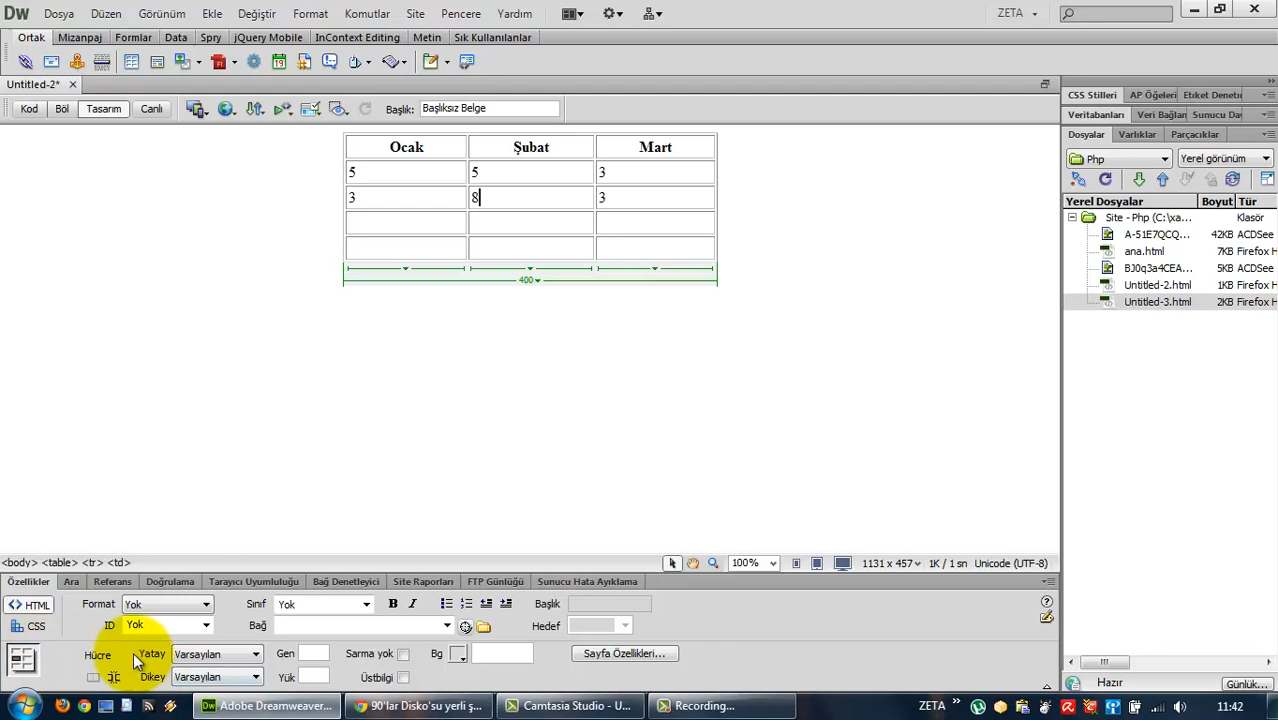 Dw Dosya Düzen Görünüm Ekle Değiştir Format Komutlar Site Pencere Yardım ZETA
Ortak Mizanpaj Formlar Data Spry jQuery Mobile InContext Editing Metin Sık Kullanılanlar
Untitled-2*
CSS Stilleri AP Öğeleri Etiket Denetimi
Kod Böl Tasarım Canlı Başlık: Başlıksız Belge
Veritabanları Veri Bağlan Sunucu Da
Dosyalar Varlıklar Parçacıklar
Ocak Şubat Mart
5 5 3
3 8 3
400
Php Yerel görünüm
Yerel Dosyalar Boyut Tür
Site - Php (C:\xa... Klasör
A-51E7QCQ... 42KB ACDSee
ana.html 7KB Firefox H
BJ0q3a4CEA... 5KB ACDSee
Untitled-2.html 1KB Firefox H
Untitled-3.html 2KB Firefox H
<body> <table> <tr> <td> 100% 1131 x 457 1K / 1 sn Unicode (UTF-8)
Özellikler Ara Referans Doğrulama Tarayıcı Uyumluluğu Bağ Denetleyici Site Raporları FTP Günlüğü Sunucu Hata Ayıklama
<> HTML Format Yok Sınıf Yok B I Başlık
CSS ID Yok Bağ Hedef
Hücre Yatay Varsayılan Gen Sarma yok Bg Sayfa Özellikleri...
Dikey Varsayılan Yük Üstbilgi
Hazır Günlük...
Adobe Dreamweaver... 90'lar Disko'su yerli ş... Camtasia Studio - U... Recording... ZETA 11:42